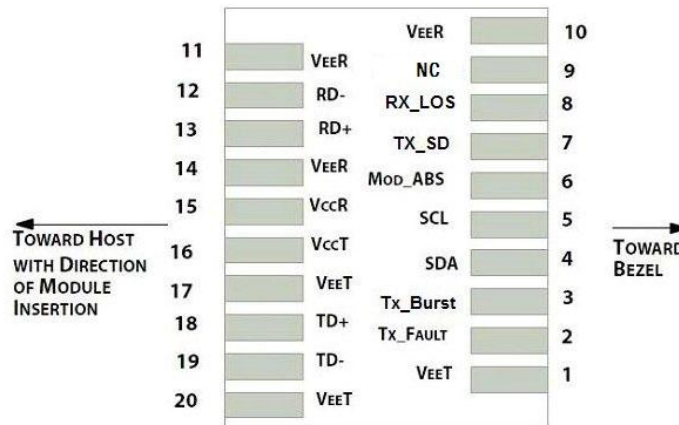 11 VEER
12 RD-
13 RD+
14 VEER
15 VCCR
16 VCCT
17 VEET
18 TD+
19 TD-
20 VEET
VEER 10
NC 9
RX_LOS 8
TX_SD 7
MOD_ABS 6
SCL 5
SDA 4
Tx_Burst 3
TX_FAULT 2
VEET 1
TOWARD HOST
WITH DIRECTION
OF MODULE
INSERTION
TOWARD
BEZEL